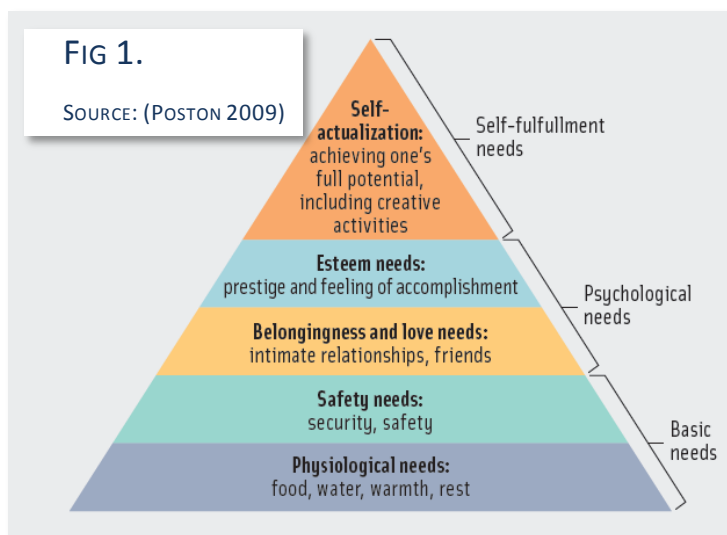 FIG 1.
SOURCE: (POSTON 2009)
Self-
actualization:
achieving one's
full potential,
including creative
activities
Self-fulfullment
needs
Esteem needs:
prestige and feeling of accomplishment
Psychological
needs
Belongingness and love needs:
intimate relationships, friends
Safety needs:
security, safety
Basic
needs
Physiological needs:
food, water, warmth, rest